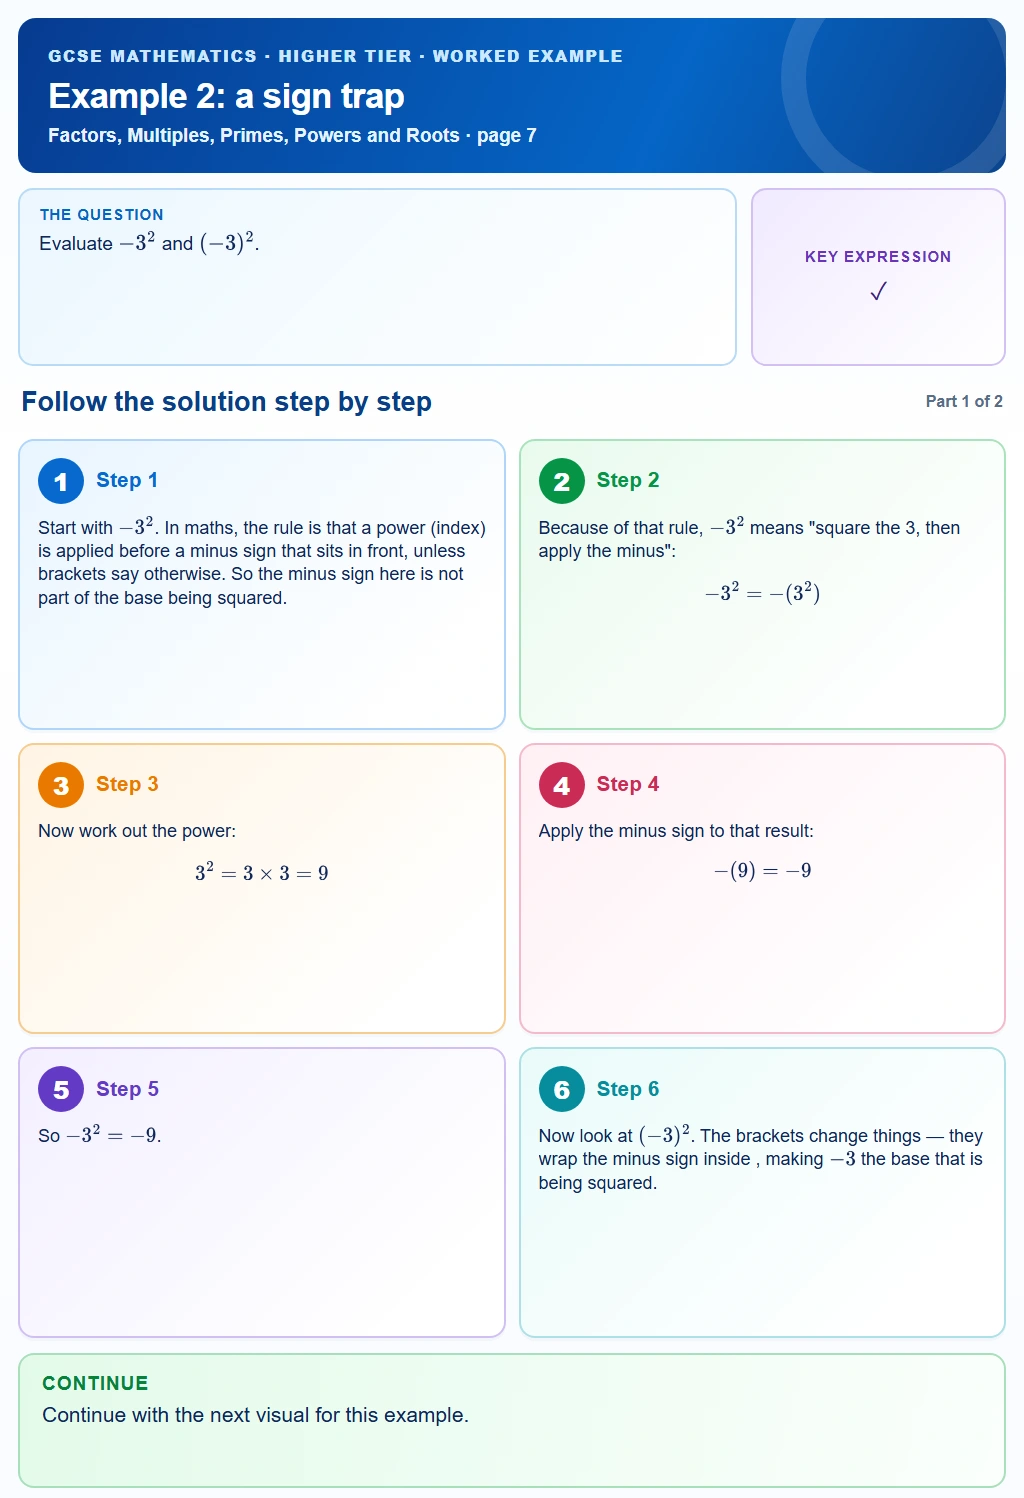 GCSE MATHEMATICS · HIGHER TIER · WORKED EXAMPLE
Example 2: a sign trap
Factors, Multiples, Primes, Powers and Roots · page 7
THE QUESTION
Evaluate −3² and (−3)².
KEY EXPRESSION
✓
Follow the solution step by step
Part 1 of 2
1 Step 1
Start with −3². In maths, the rule is that a power (index)
is applied before a minus sign that sits in front, unless
brackets say otherwise. So the minus sign here is not
part of the base being squared.
2 Step 2
Because of that rule, −3² means "square the 3, then
apply the minus":
−3² = −(3²)
3 Step 3
Now work out the power:
3² = 3 × 3 = 9
4 Step 4
Apply the minus sign to that result:
−(9) = −9
5 Step 5
So −3² = −9.
6 Step 6
Now look at (−3)². The brackets change things — they
wrap the minus sign inside , making −3 the base that is
being squared.
CONTINUE
Continue with the next visual for this example.